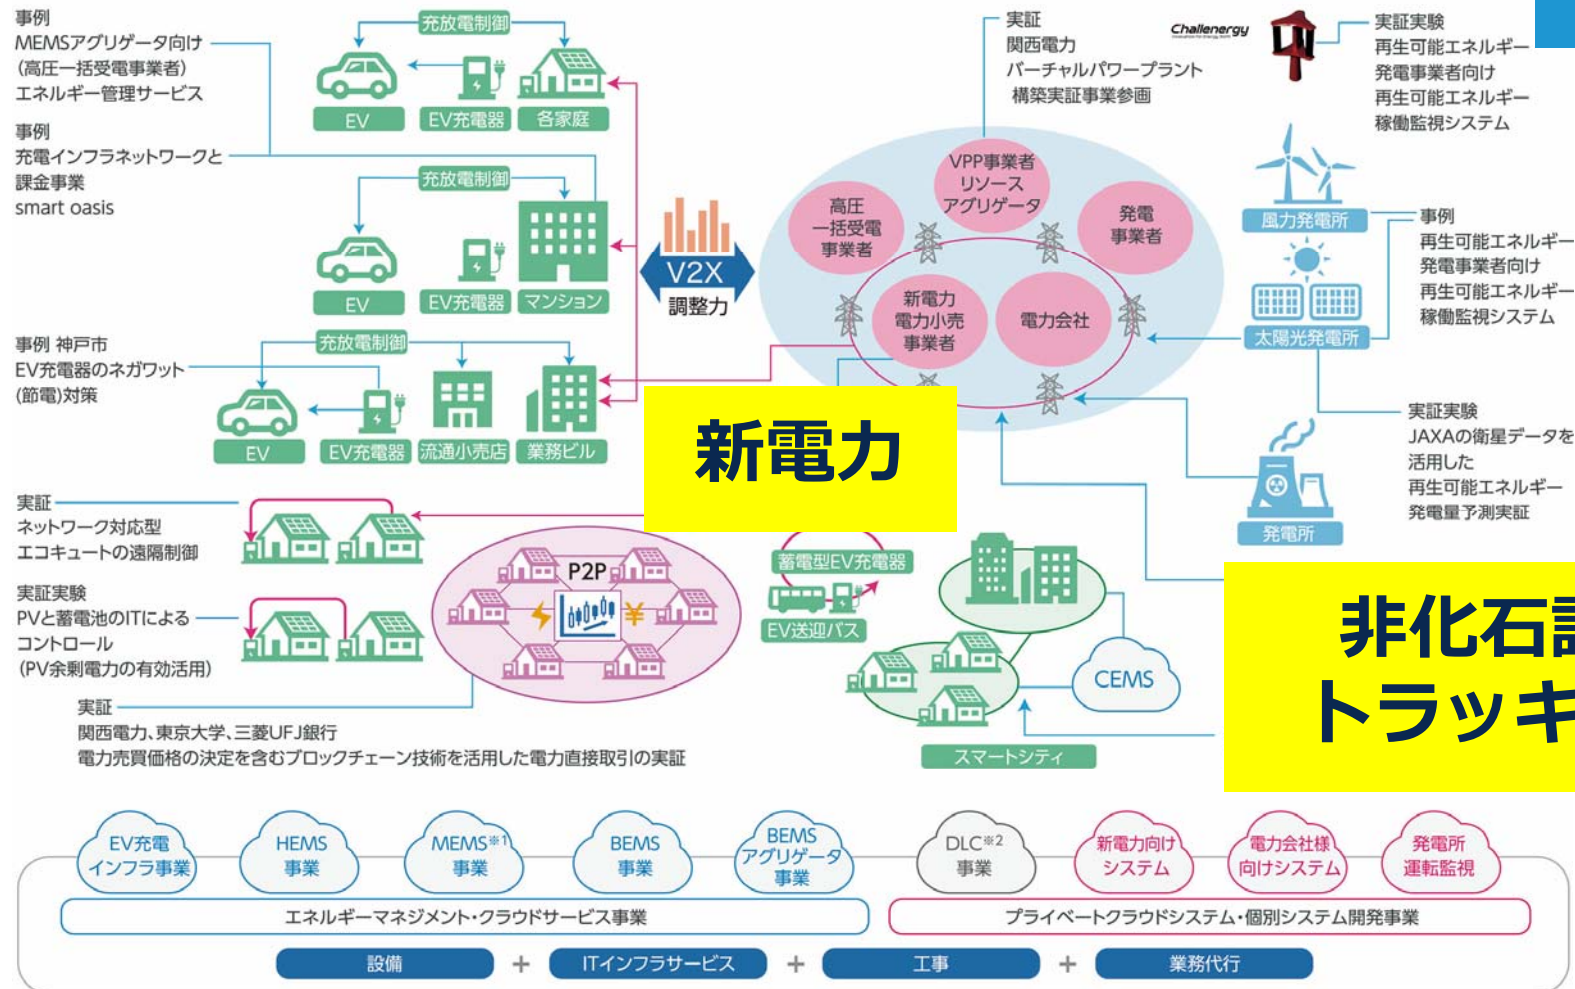 事例
MEMSアグリゲータ向け
(高圧一括受電事業者)
エネルギー管理サービス
事例
充電インフラネットワークと
課金事業
smart oasis
事例 神戸市
EV充電器のネガワット
(節電)対策
充放電制御
EV
EV充電器
各家庭
充放電制御
EV
EV充電器
マンション
充放電制御
EV
EV充電器
流通小売店
業務ビル
V2X
調整力
実証
関西電力
バーチャルパワープラント
構築実証事業参画
Challenergy
実証実験
再生可能エネルギー
発電事業者向け
再生可能エネルギー
稼働監視システム
VPP事業者
リソース
アグリゲータ
高圧
一括受電
事業者
発電
事業者
新電力
電力小売
事業者
電力会社
風力発電所
太陽光発電所
事例
再生可能エネルギー
発電事業者向け
再生可能エネルギー
稼働監視システム
実証実験
JAXAの衛星データを
活用した
再生可能エネルギー
発電量予測実証
発電所
新電力
実証
ネットワーク対応型
エコキュートの遠隔制御
実証実験
PVと蓄電池のITによる
コントロール
(PV余剰電力の有効活用)
P2P
¥
蓄電型EV充電器
EV送迎バス
CEMS
スマートシティ
非化石
トラッキ
実証
関西電力、東京大学、三菱UFJ銀行
電力売買価格の決定を含むブロックチェーン技術を活用した電力直接取引の実証
EV充電
インフラ事業
HEMS
事業
MEMS※1
事業
BEMS
事業
BEMS
アグリゲータ
事業
DLC※2
事業
新電力向け
システム
電力会社様
向けシステム
発電所
運転監視
エネルギーマネジメント・クラウドサービス事業
プライベートクラウドシステム・個別システム開発事業
設備 + ITインフラサービス + 工事 + 業務代行